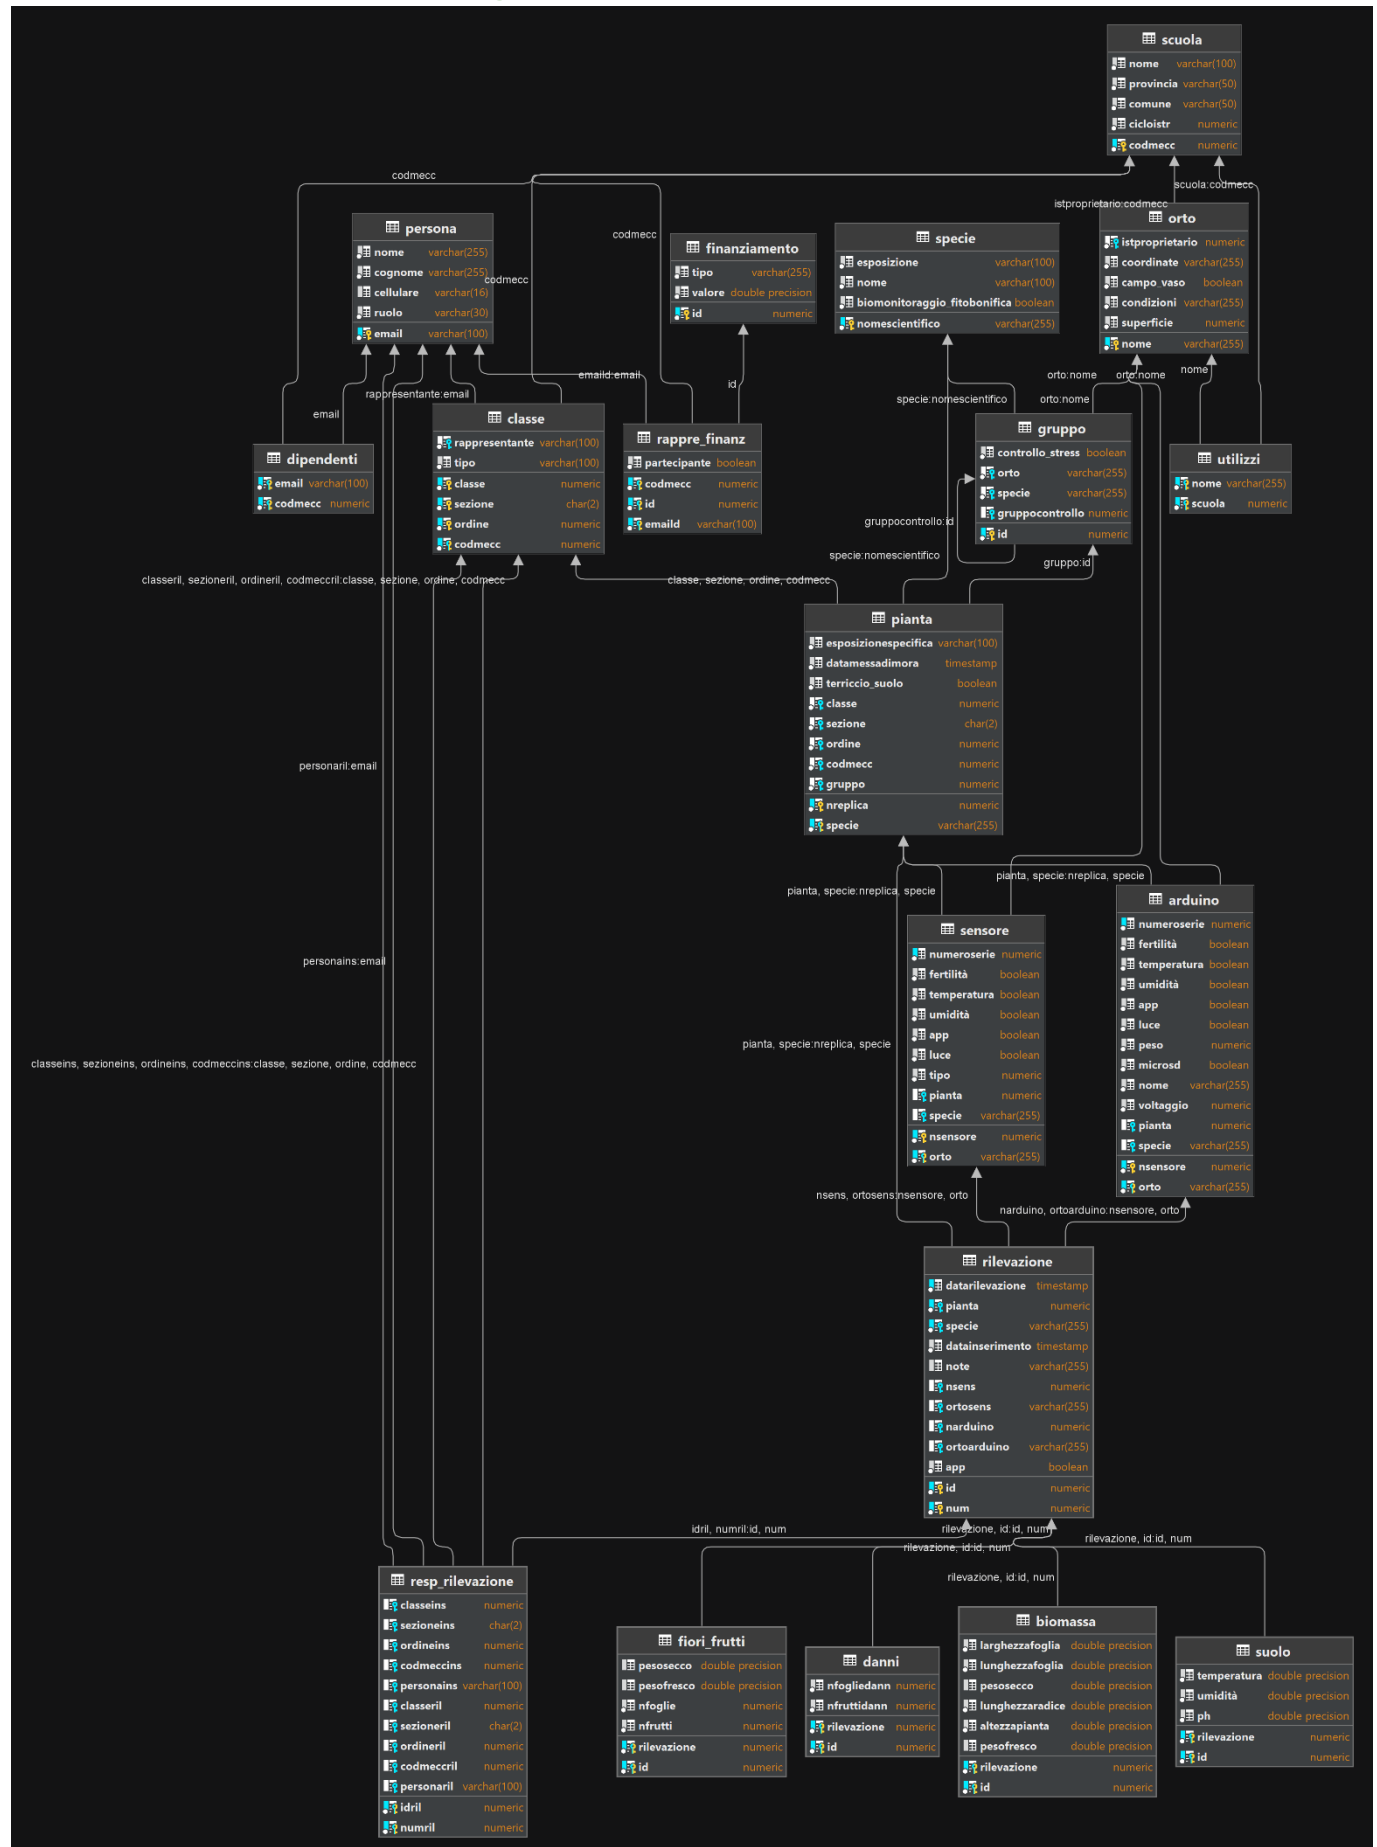 scuola
nome varchar(100)
provincia varchar(50)
comune varchar(50)
cicloistr numeric
codmecc numeric
codmecc
scuola:codmecc
istproprietario:codmecc
codmecc
codmecc
persona
nome varchar(255)
cognome varchar(255)
cellulare varchar(16)
ruolo varchar(30)
email varchar(100)
finanziamento
tipo varchar(255)
valore double precision
id numeric
specie
esposizione varchar(100)
nome varchar(100)
biomonitoraggio_fitobonifica boolean
nomescientifico varchar(255)
orto
istproprietario numeric
coordinate varchar(255)
campo_vaso boolean
condizioni varchar(255)
superficie numeric
nome varchar(255)
email
rappresentante:email
emaild:email
id
specie:nomescientifico
orto:nome
orto:nome
orto:nome
nome
dipendenti
email varchar(100)
codmecc numeric
classe
rappresentante varchar(100)
tipo varchar(100)
classe numeric
sezione char(2)
ordine numeric
codmecc numeric
rappre_finanz
partecipante boolean
codmecc numeric
id numeric
emaild varchar(100)
gruppo
controllo_stress boolean
orto varchar(255)
specie varchar(255)
gruppocontrollo numeric
id numeric
utilizzi
nome varchar(255)
scuola numeric
gruppocontrollo:id
specie:nomescientifico
gruppo:id
classeril, sezioneril, ordineril, codmeccril:classe, sezione, ordine, codmecc
classe, sezione, ordine, codmecc
pianta
esposizionespecifica varchar(100)
datamessadimora timestamp
terriccio_suolo boolean
classe numeric
sezione char(2)
ordine numeric
codmecc numeric
gruppo numeric
nreplica numeric
specie varchar(255)
personaril:email
pianta, specie:nreplica, specie
pianta, specie:nreplica, specie
personains:email
pianta, specie:nreplica, specie
classeins, sezioneins, ordineins, codmeccins:classe, sezione, ordine, codmecc
sensore
numeroserie numeric
fertilità boolean
temperatura boolean
umidità boolean
app boolean
luce boolean
tipo numeric
pianta numeric
specie varchar(255)
nsensore numeric
orto varchar(255)
arduino
numeroserie numeric
fertilità boolean
temperatura boolean
umidità boolean
app boolean
luce boolean
peso numeric
microsd boolean
nome varchar(255)
voltaggio numeric
pianta numeric
specie varchar(255)
nsensore numeric
orto varchar(255)
nsens, ortosens:nsensore, orto
narduino, ortoarduino:nsensore, orto
rilevazione
datarilevazione timestamp
pianta numeric
specie varchar(255)
datainserimento timestamp
note varchar(255)
nsens numeric
ortosens varchar(255)
narduino numeric
ortoarduino varchar(255)
app boolean
id numeric
num numeric
idril, numril:id, num
rilevazione, id:id, num
rilevazione, id:id, num
rilevazione, id:id, num
rilevazione, id:id, num
resp_rilevazione
classeins numeric
sezioneins char(2)
ordineins numeric
codmeccins numeric
personains varchar(100)
classeril numeric
sezioneril char(2)
ordineril numeric
codmeccril numeric
personaril varchar(100)
idril numeric
numril numeric
fiori_frutti
pesosecco double precision
pesofresco double precision
nfoglie numeric
nfrutti numeric
rilevazione numeric
id numeric
danni
nfogliedann numeric
nfruttidann numeric
rilevazione numeric
id numeric
biomassa
larghezzafoglia double precision
lunghezzafoglia double precision
pesosecco double precision
lunghezzaradice double precision
altezzapianta double precision
pesofresco double precision
rilevazione numeric
id numeric
suolo
temperatura double precision
umidità double precision
ph double precision
rilevazione numeric
id numeric